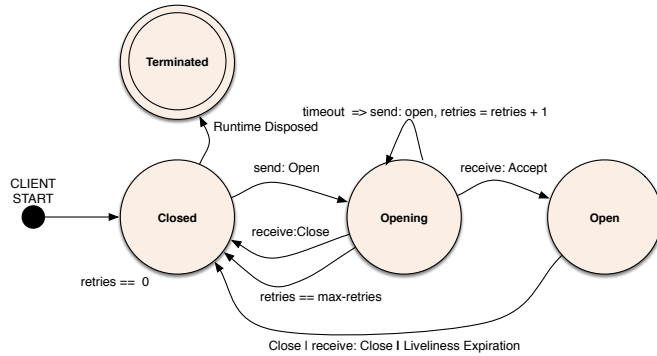 Terminated
timeout => send: open, retries = retries + 1
Runtime Disposed
send: Open
receive: Accept
CLIENT
START
Closed
Opening
Open
receive:Close
retries == 0
retries == max-retries
Close | receive: Close | Liveliness Expiration